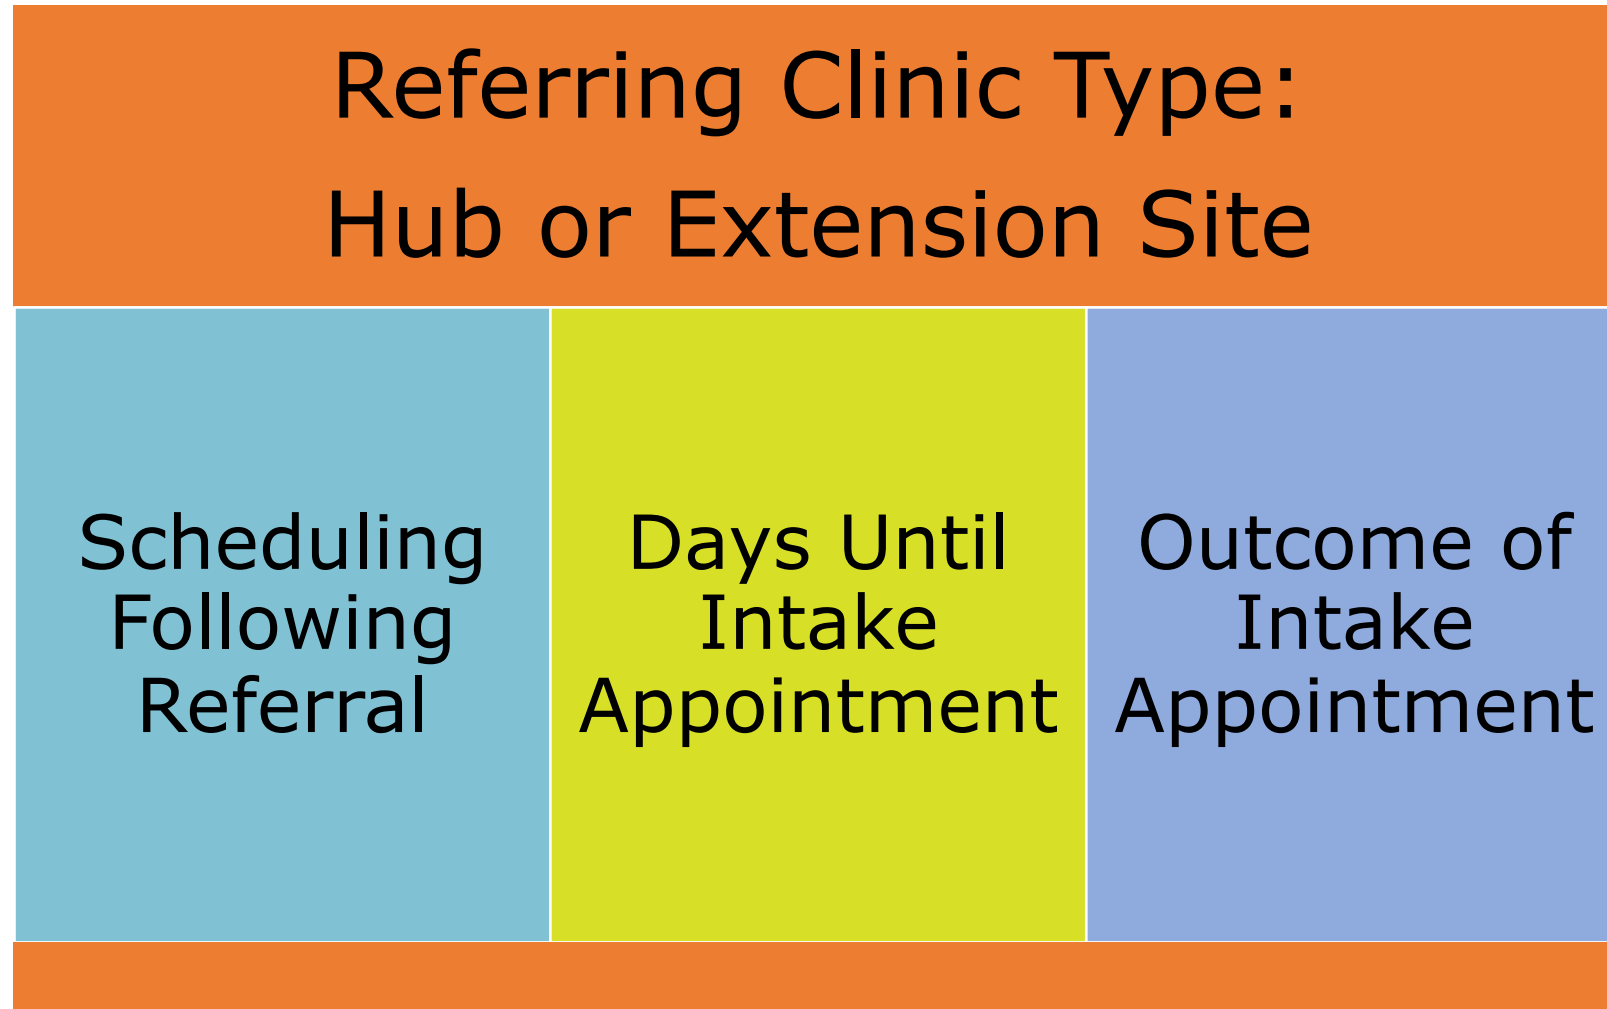 Referring Clinic Type:
Hub or Extension Site
Scheduling
Following
Referral
Days Until
Intake
Appointment
Outcome of
Intake
Appointment